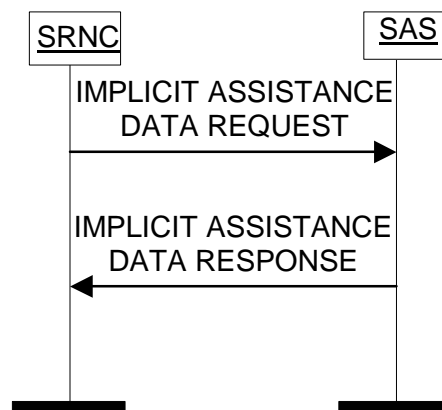 SRNC
SAS
IMPLICIT ASSISTANCE
DATA REQUEST
IMPLICIT ASSISTANCE
DATA RESPONSE